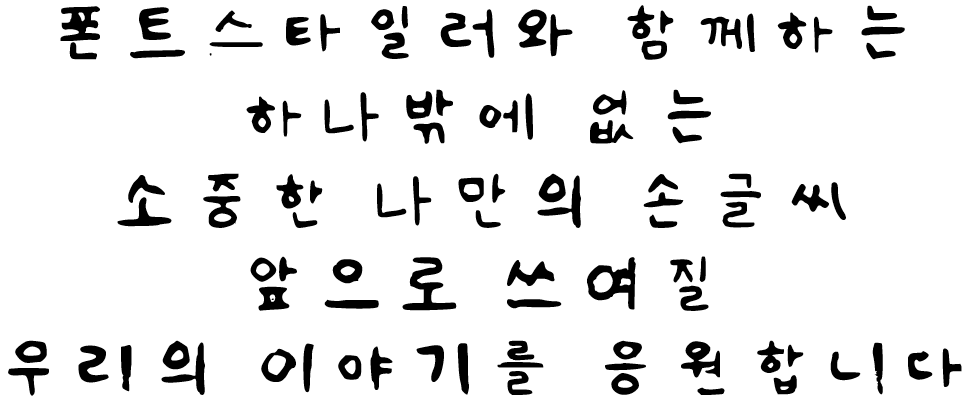 폰트스타일러와 함께하는
하나밖에 없는
소중한 나만의 손글씨
앞으로 쓰여질
우리의 이야기를 응원합니다